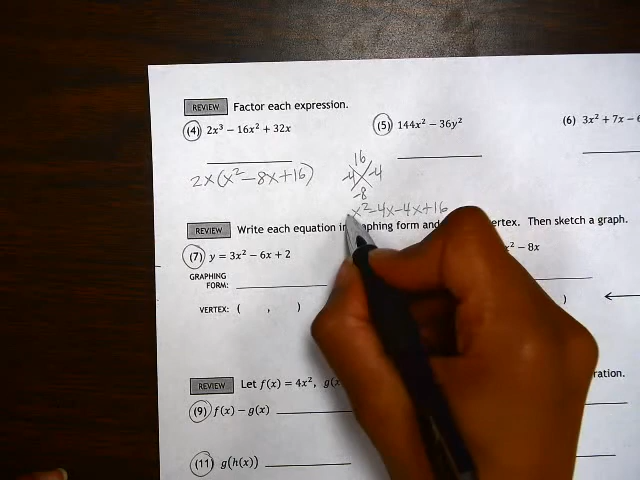 REVIEW Factor each expression.
(4) 2x³ − 16x² + 32x (5) 144x² − 36y² (6) 3x² + 7x − 6
2x(x² − 8x + 16)
16
-4 -4
-8
x² − 4x − 4x + 16
REVIEW Write each equation in graphing form and vertex. Then sketch a graph.
(7) y = 3x² − 6x + 2 x² − 8x
GRAPHING
FORM:
VERTEX: ( , ) )
REVIEW Let f(x) = 4x², g(x
(9) f(x) − g(x)
(11) g(h(x))